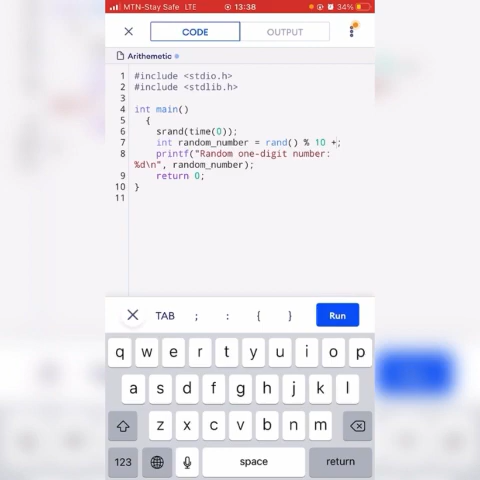 MTN-Stay Safe LTE 13:38 34%
CODE OUTPUT
Arithemetic
1 #include <stdio.h>
2 #include <stdlib.h>
3
4 int main()
5 {
6 srand(time(0));
7 int random_number = rand() % 10 +;
8 printf("Random one-digit number:
%d\n", random_number);
9 return 0;
10 }
11
TAB ; : { } Run
q w e r t y u i o p
a s d f g h j k l
z x c v b n m
123 space return